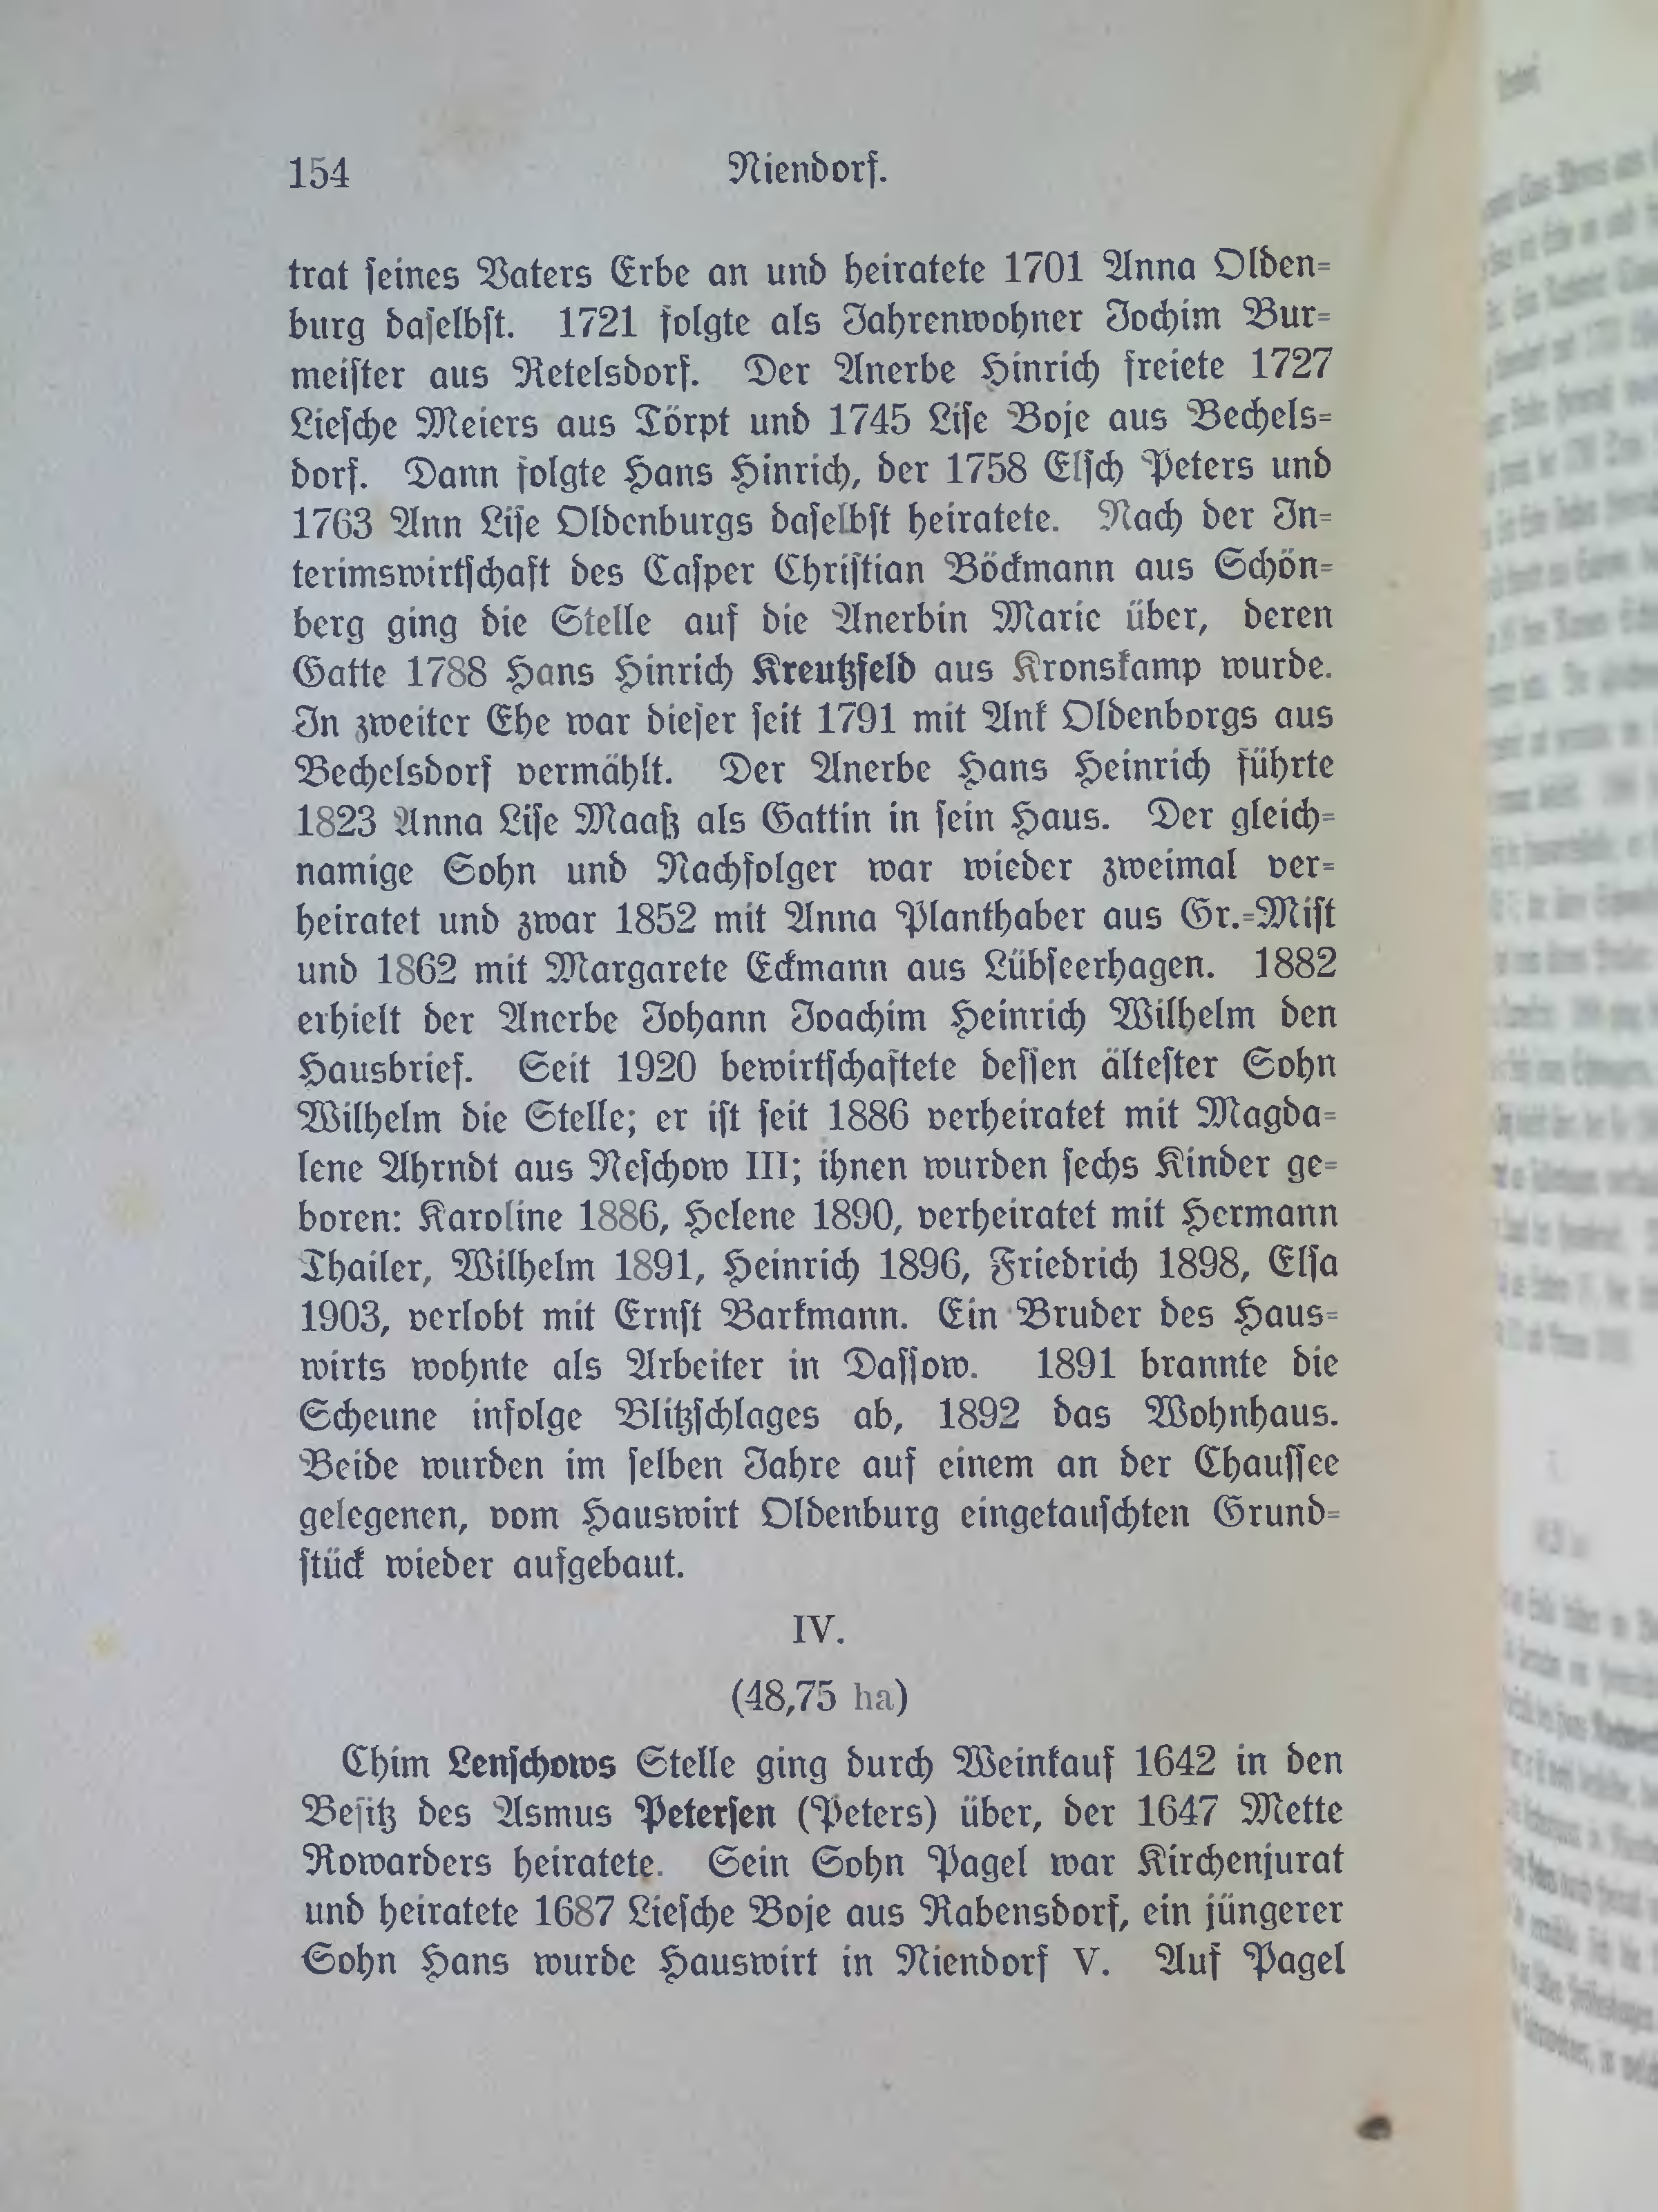 154 Niendorf.
trat ſeines Vaters Erbe an und heiratete 1701 Anna Olden=
burg daſelbſt. 1721 folgte als Jahrenwohner Jochim Bur=
meiſter aus Retelsdorf. Der Anerbe Hinrich freiete 1727
Lieſche Meiers aus Törpt und 1745 Liſe Boje aus Bechels=
dorf. Dann folgte Hans Hinrich, der 1758 Elſch Peters und
1763 Ann Liſe Oldenburgs daſelbſt heiratete. Nach der In=
terimswirtſchaft des Caſper Chriſtian Böckmann aus Schön=
berg ging die Stelle auf die Anerbin Marie über, deren
Gatte 1788 Hans Hinrich Kreutzfeld aus Kronskamp wurde.
In zweiter Ehe war dieſer ſeit 1791 mit Ank Oldenborgs aus
Bechelsdorf vermählt. Der Anerbe Hans Heinrich führte
1823 Anna Liſe Maaß als Gattin in ſein Haus. Der gleich=
namige Sohn und Nachfolger war wieder zweimal ver=
heiratet und zwar 1852 mit Anna Planthaber aus Gr.=Miſt
und 1862 mit Margarete Eckmann aus Lübſeerhagen. 1882
erhielt der Anerbe Johann Joachim Heinrich Wilhelm den
Hausbrief. Seit 1920 bewirtſchaftete deſſen älteſter Sohn
Wilhelm die Stelle; er iſt ſeit 1886 verheiratet mit Magda=
lene Ahrndt aus Neſchow III; ihnen wurden ſechs Kinder ge=
boren: Karoline 1886, Helene 1890, verheiratet mit Hermann
Thailer, Wilhelm 1891, Heinrich 1896, Friedrich 1898, Elſa
1903, verlobt mit Ernſt Barkmann. Ein Bruder des Haus=
wirts wohnte als Arbeiter in Daſſow. 1891 brannte die
Scheune infolge Blitzſchlages ab, 1892 das Wohnhaus.
Beide wurden im ſelben Jahre auf einem an der Chauſſee
gelegenen, vom Hauswirt Oldenburg eingetauſchten Grund=
ſtück wieder aufgebaut.
IV.
(48,75 ha)
Chim Lenſchows Stelle ging durch Weinkauf 1642 in den
Beſitz des Asmus Peterſen (Peters) über, der 1647 Mette
Rowarders heiratete. Sein Sohn Pagel war Kirchenjurat
und heiratete 1687 Lieſche Boje aus Rabensdorf, ein jüngerer
Sohn Hans wurde Hauswirt in Niendorf V. Auf Pagel